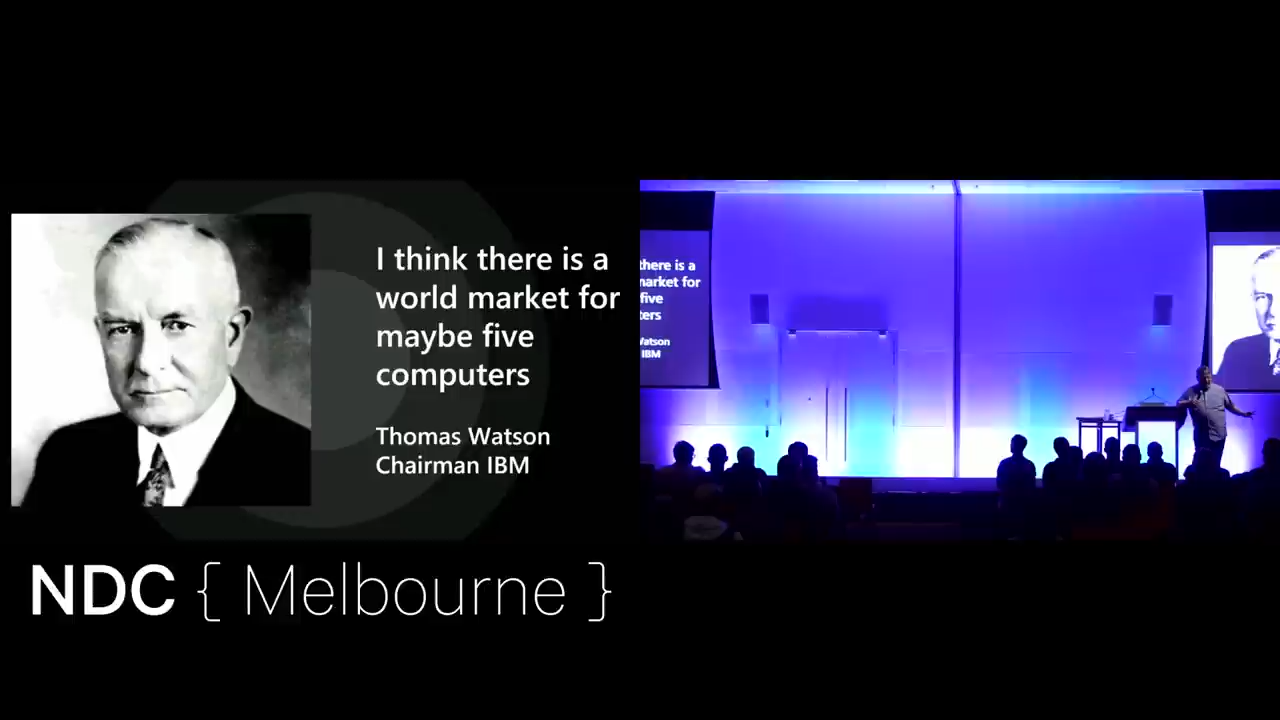 I think there is a
world market for
maybe five
computers
Thomas Watson
Chairman IBM
there is a
market for
five
ters
Watson
IBM
NDC { Melbourne }